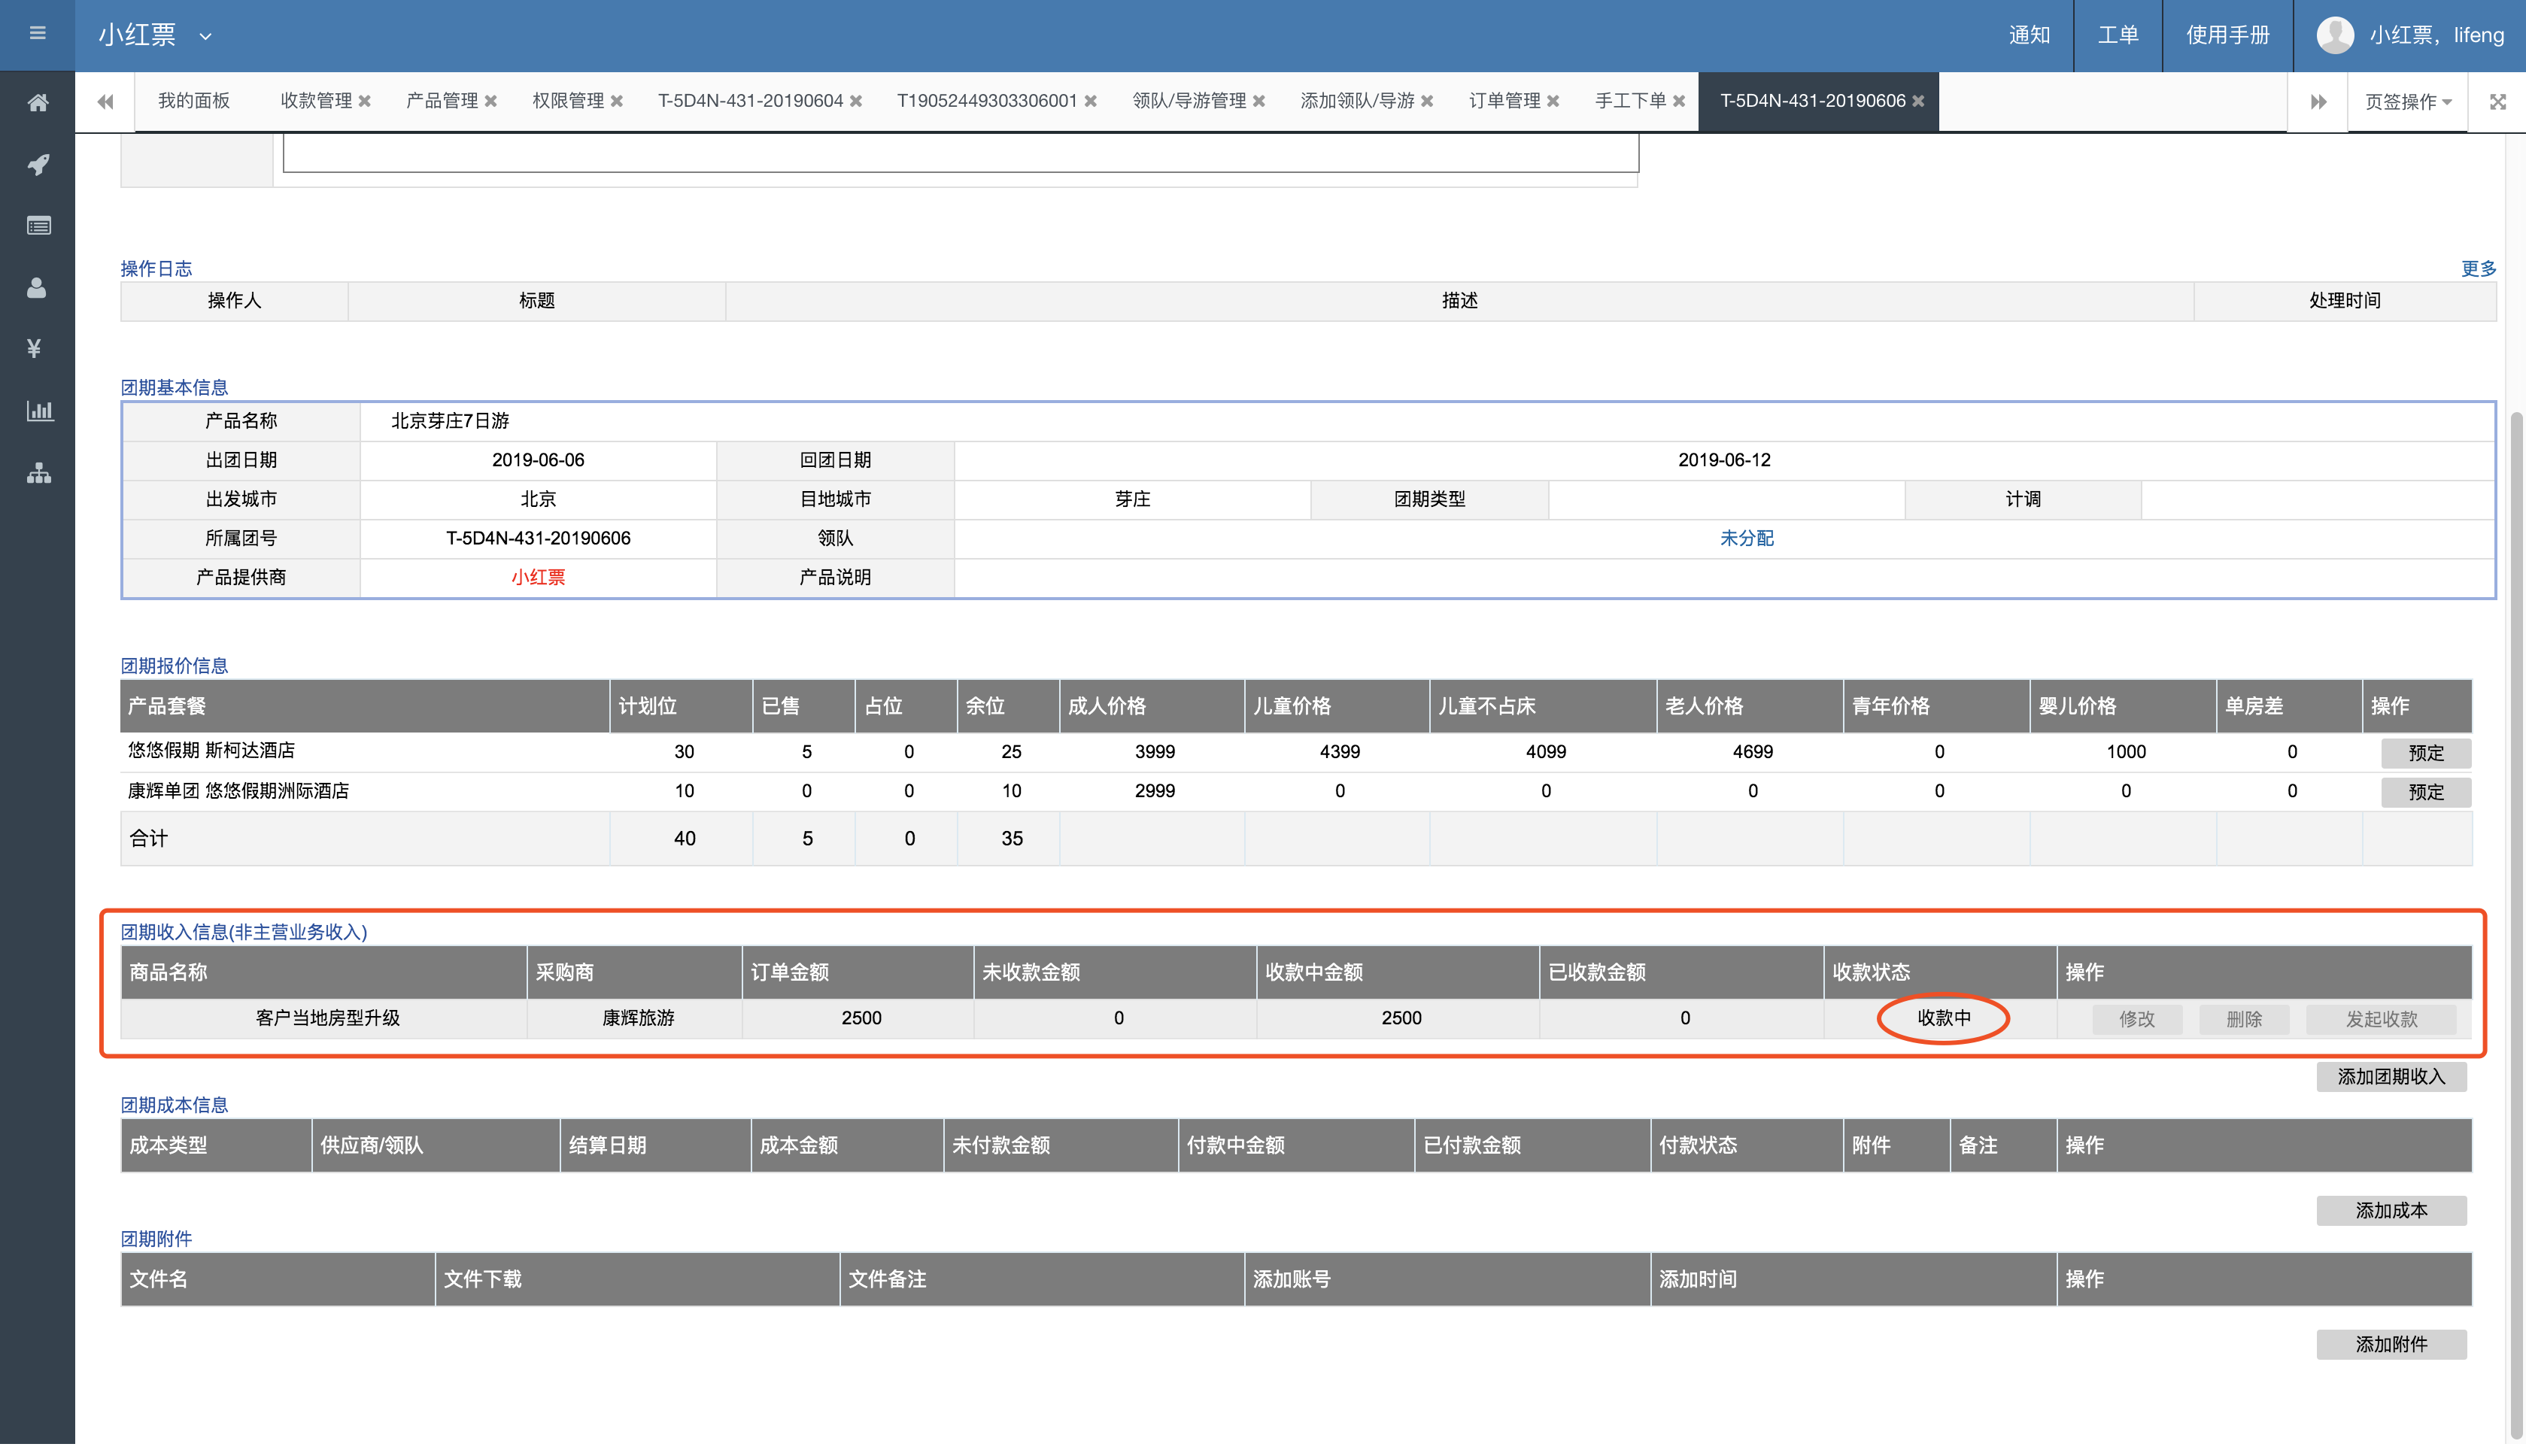 小红票
通知
工单
使用手册
小红票，lifeng
我的面板
收款管理
产品管理
权限管理
T-5D4N-431-20190604
T19052449303306001
领队/导游管理
添加领队/导游
订单管理
手工下单
T-5D4N-431-20190606
页签操作
操作日志
更多
操作人 标题 描述 处理时间
团期基本信息
产品名称 北京芽庄7日游
出团日期 2019-06-06 回团日期 2019-06-12
出发城市 北京 目地城市 芽庄 团期类型 计调
所属团号 T-5D4N-431-20190606 领队 未分配
产品提供商 小红票 产品说明
团期报价信息
产品套餐 计划位 已售 占位 余位 成人价格 儿童价格 儿童不占床 老人价格 青年价格 婴儿价格 单房差 操作
悠悠假期 斯柯达酒店 30 5 0 25 3999 4399 4099 4699 0 1000 0 预定
康辉单团 悠悠假期洲际酒店 10 0 0 10 2999 0 0 0 0 0 0 预定
合计 40 5 0 35
团期收入信息(非主营业务收入)
商品名称 采购商 订单金额 未收款金额 收款中金额 已收款金额 收款状态 操作
客户当地房型升级 康辉旅游 2500 0 2500 0 收款中 修改 删除 发起收款
添加团期收入
团期成本信息
成本类型 供应商/领队 结算日期 成本金额 未付款金额 付款中金额 已付款金额 付款状态 附件 备注 操作
添加成本
团期附件
文件名 文件下载 文件备注 添加账号 添加时间 操作
添加附件